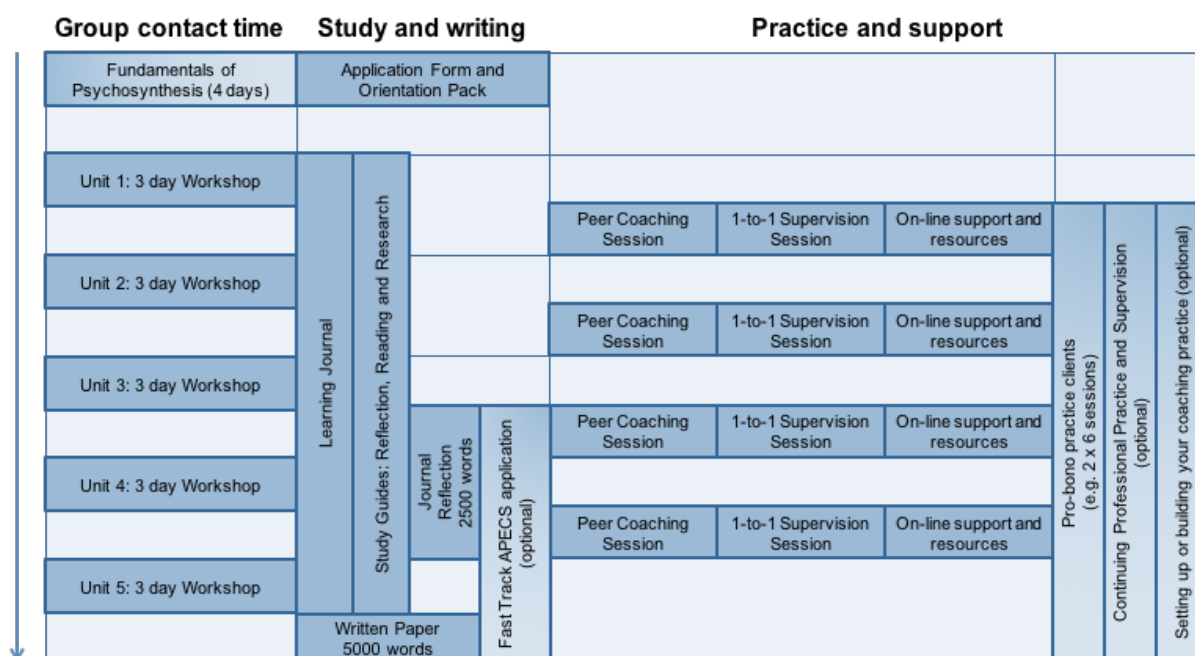 Group contact time
Study and writing
Practice and support
Fundamentals of
Psychosynthesis (4 days)
Application Form and
Orientation Pack
Unit 1: 3 day Workshop
Learning Journal
Study Guides: Reflection, Reading and Research
Peer Coaching
Session
1-to-1 Supervision
Session
On-line support and
resources
Pro-bono practice clients
(e.g. 2 x 6 sessions)
Continuing Professional Practice and Supervision
(optional)
Setting up or building your coaching practice (optional)
Unit 2: 3 day Workshop
Peer Coaching
Session
1-to-1 Supervision
Session
On-line support and
resources
Unit 3: 3 day Workshop
Journal
Reflection
2500 words
Fast Track APECS application
(optional)
Peer Coaching
Session
1-to-1 Supervision
Session
On-line support and
resources
Unit 4: 3 day Workshop
Peer Coaching
Session
1-to-1 Supervision
Session
On-line support and
resources
Unit 5: 3 day Workshop
Written Paper
5000 words